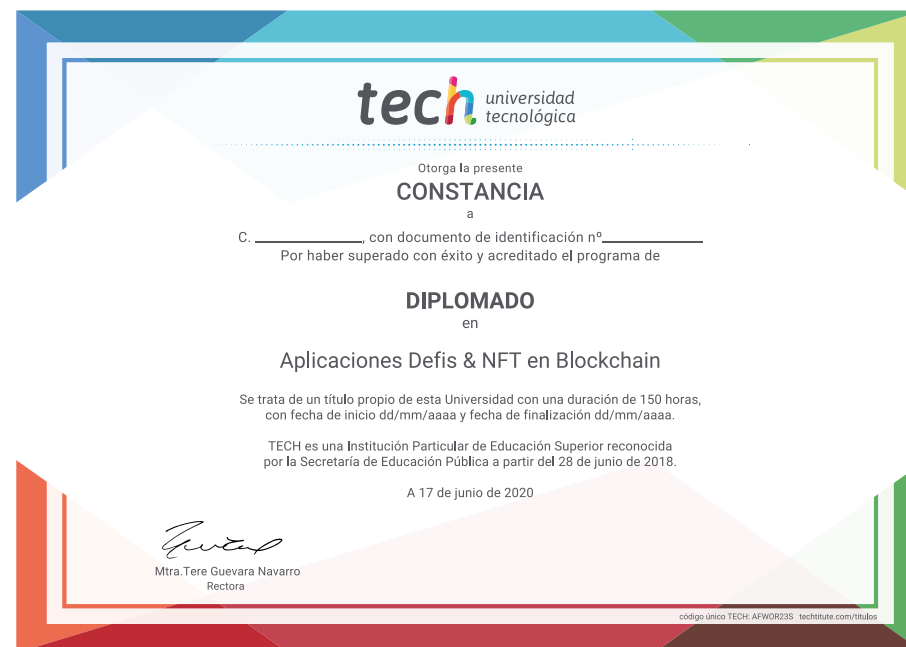 tech universidad
tecnológica
Otorga la presente
CONSTANCIA
a
C. ____________, con documento de identificación nº____________
Por haber superado con éxito y acreditado el programa de
DIPLOMADO
en
Aplicaciones Defis & NFT en Blockchain
Se trata de un título propio de esta Universidad con una duración de 150 horas,
con fecha de inicio dd/mm/aaaa y fecha de finalización dd/mm/aaaa.
TECH es una Institución Particular de Educación Superior reconocida
por la Secretaría de Educación Pública a partir del 28 de junio de 2018.
A 17 de junio de 2020
Mtra.Tere Guevara Navarro
Rectora
código único TECH: AFWOR23S techtitute.com/titulos